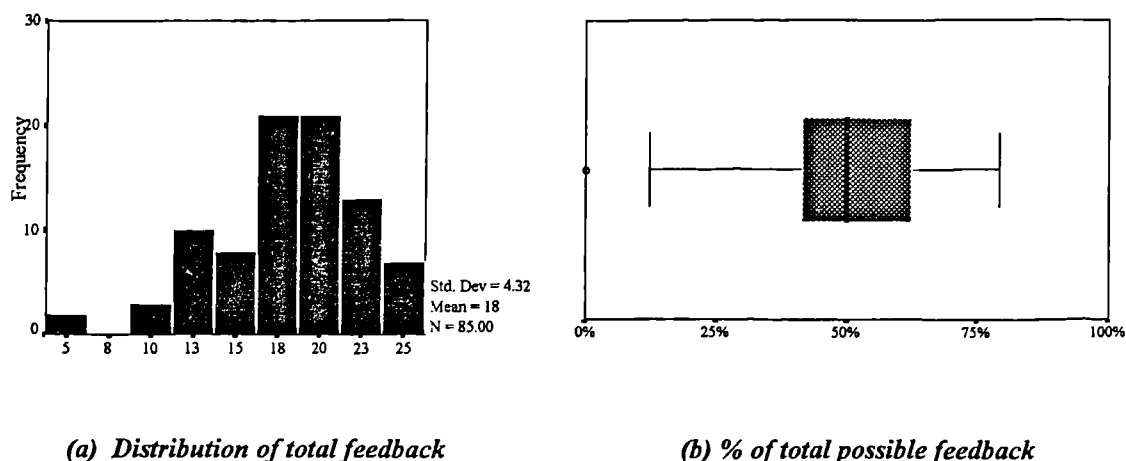 30
20
10
0
Frequency
5 8 10 13 15 18 20 23 25
Std. Dev = 4.32
Mean = 18
N = 85.00
0% 25% 50% 75% 100%
(a) Distribution of total feedback
(b) % of total possible feedback